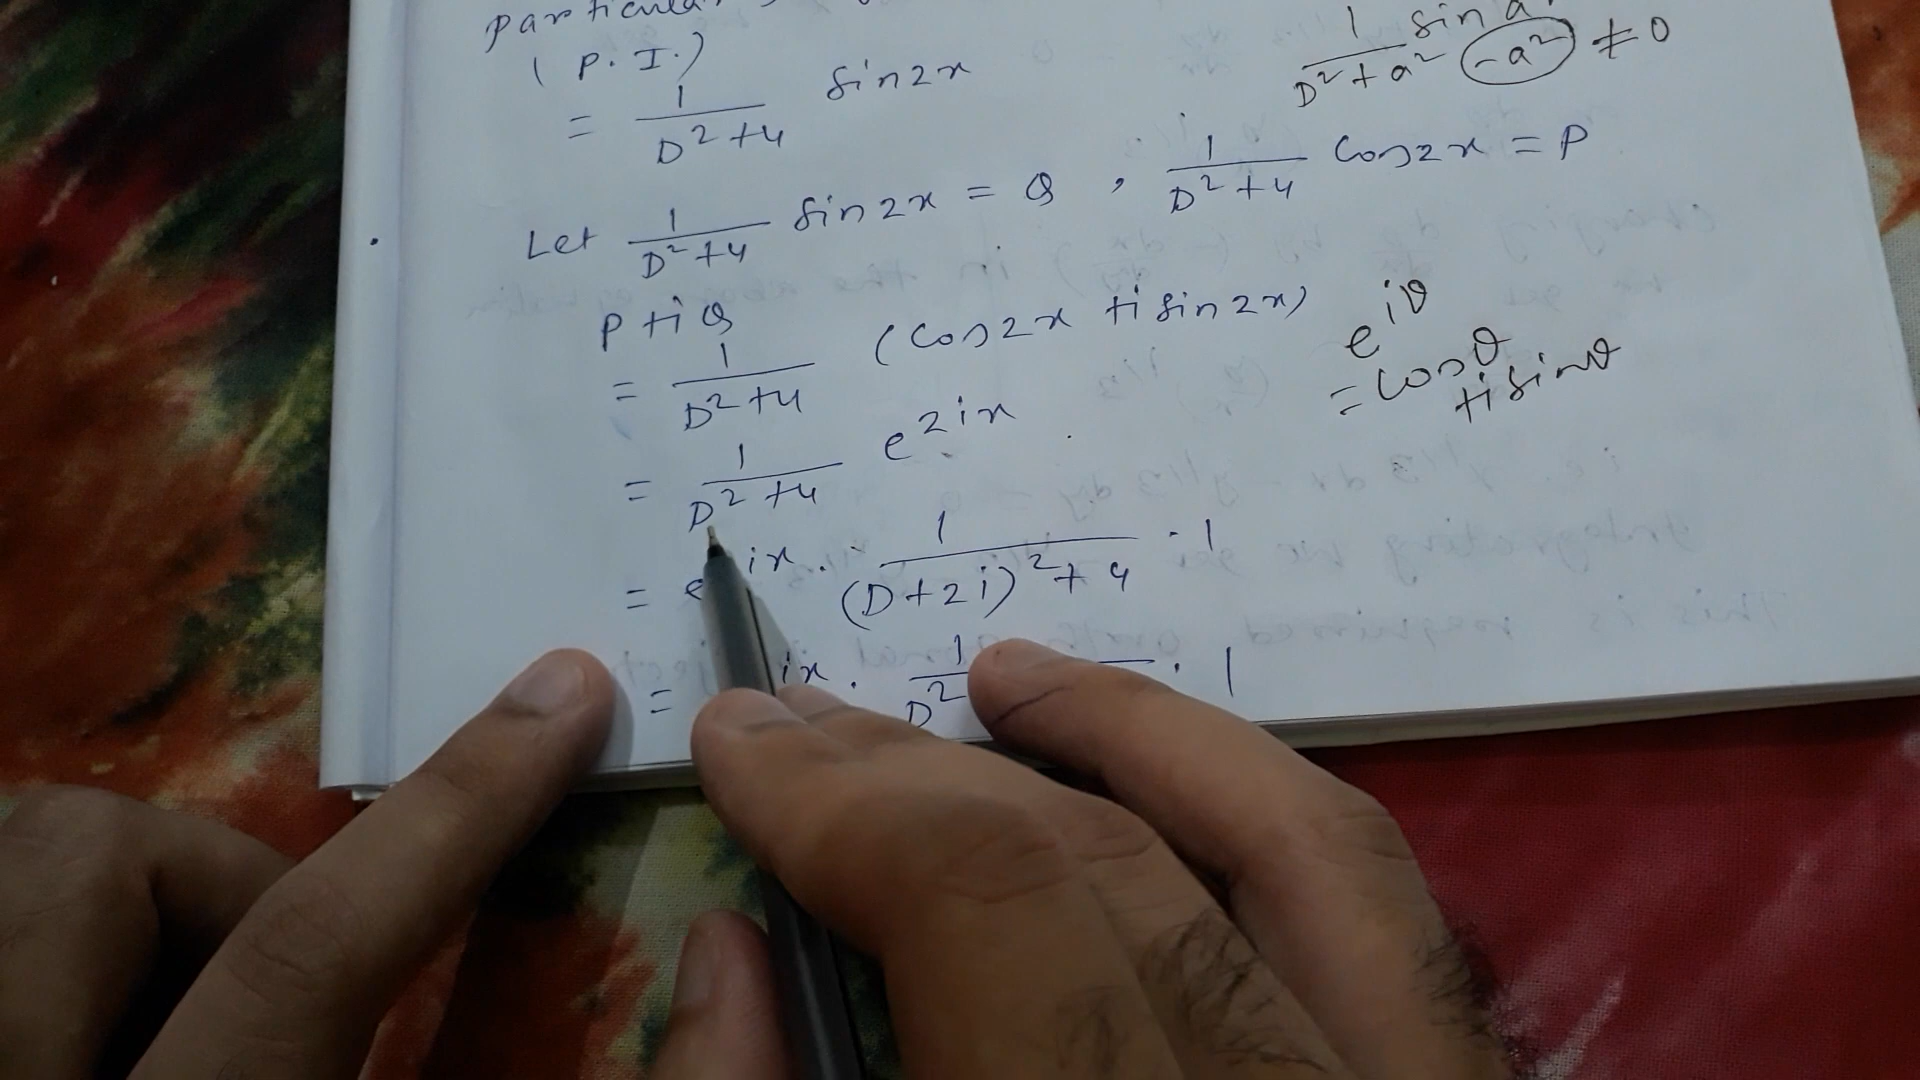 ( P.I.)
= 1/(D² +4) sin2x
1/(D² + a²) sin a
-a² ≠ 0
Let 1/(D² +4) sin2x = Q , 1/(D² +4) Cos2x = P
P +iQ
= 1/(D² +4) (Cos2x +i sin2x)
e^iθ
= cosθ
+i sinθ
= 1/(D² +4) e^2ix
= e ix . 1/((D+2i)² + 4) . 1
= ix . 1/D² . 1